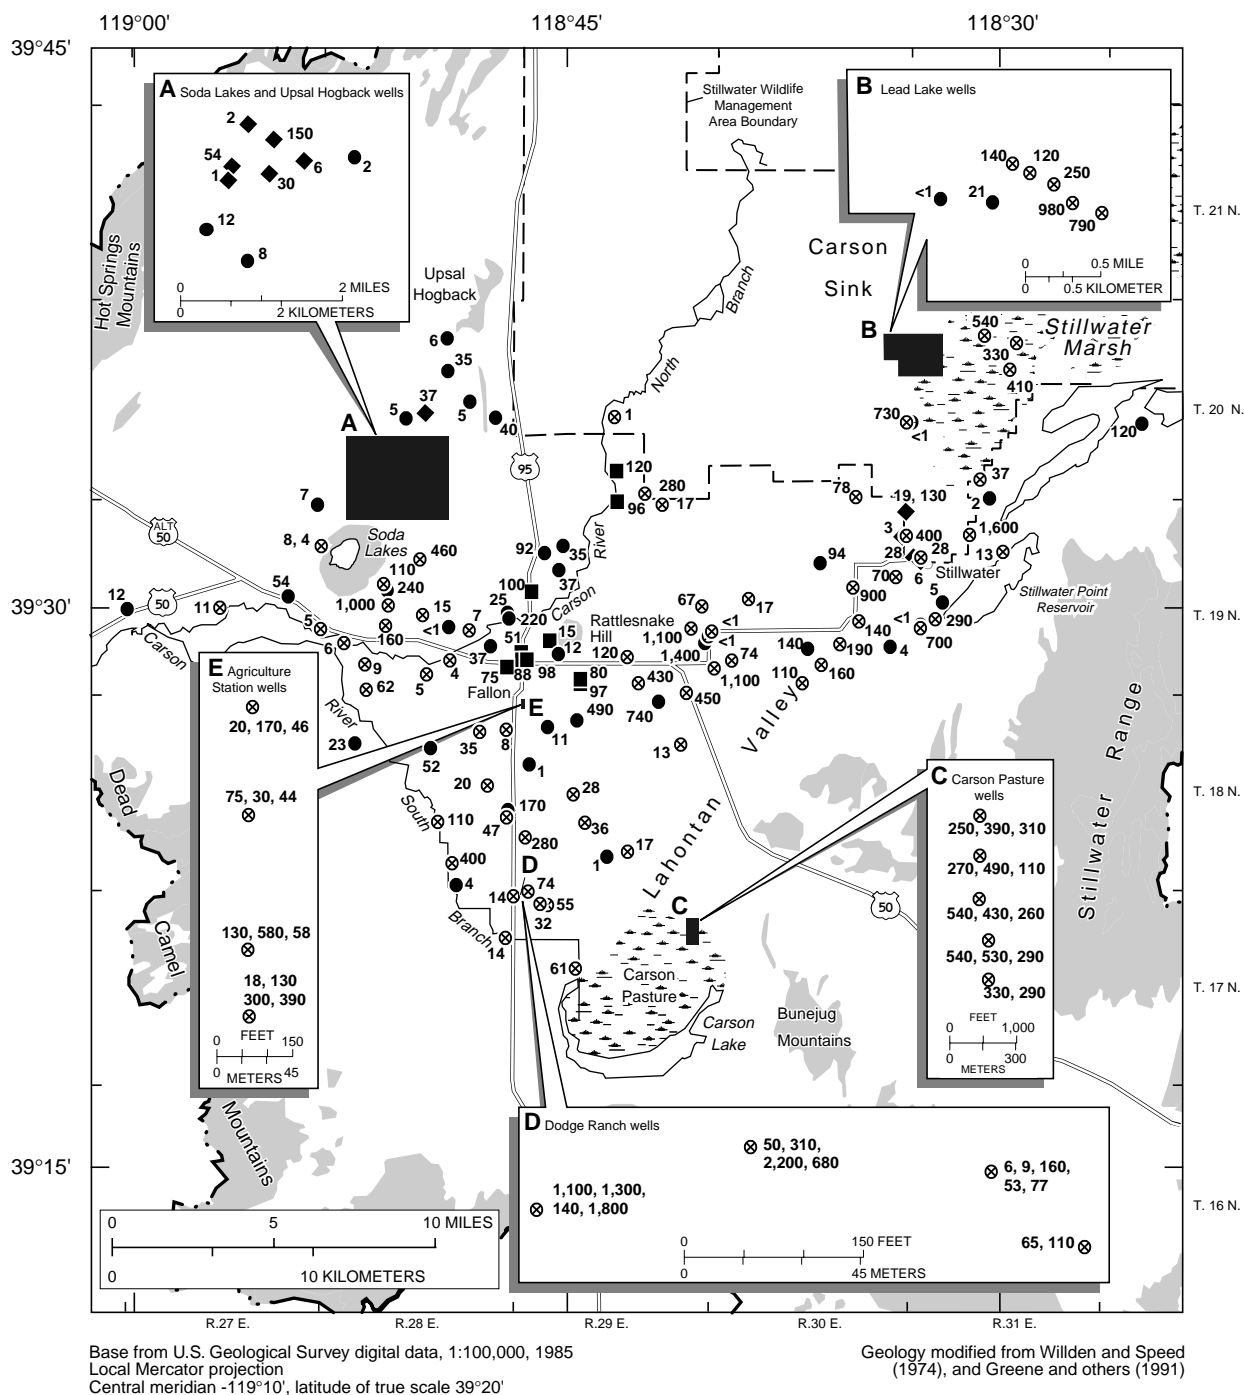 119°00'
118°45'
118°30'
39°45'
A Soda Lakes and Upsal Hogback wells
2
150
54
6
2
1
30
12
8
0
2 MILES
0
2 KILOMETERS
Stillwater Wildlife
Management
Area Boundary
B Lead Lake wells
140
120
250
<1
21
980
790
0
0.5 MILE
0
0.5 KILOMETER
T. 21 N.
Hot Springs
Mountains
Upsal
Hogback
Carson
Sink
Branch
North
B
540
330
410
Stillwater
Marsh
6
35
37
5
5
40
1
730
<1
120
T. 20 N.
A
95
120
280
96
17
78
19, 130
37
2
7
ALT
50
8, 4
Soda
Lakes
460
110
240
1,000
92
35
37
River
3
400
1,600
28
28
13
94
70
6
Stillwater
Stillwater Point
Reservoir
12
50
54
11
5
6
160
15
<1
7
25
100
220
Carson
Rattlesnake
Hill
67
17
900
5
<1
290
T. 19 N.
39°30'
Carson
1,100
<1
51
15
12
120
1,400
74
140
140
190
4
700
9
62
5
4
37
75
88
98
80
97
430
1,100
450
110
160
Fallon
E
490
740
E Agriculture
Station wells
20, 170, 46
75, 30, 44
130, 580, 58
18, 130
300, 390
FEET
0
150
0
45
METERS
River
23
52
35
8
11
13
Valley
1
20
28
170
47
36
110
280
17
1
400
South
Lahontan
T. 18 N.
D
4
14
74
55
32
Branch
14
61
C
Carson
Pasture
Carson
Lake
50
Bunejug
Mountains
Stillwater Range
C Carson Pasture
wells
250, 390, 310
270, 490, 110
540, 430, 260
540, 530, 290
330, 290
FEET
0
1,000
0
300
METERS
T. 17 N.
Dead
Camel
Mountains
39°15'
D Dodge Ranch wells
50, 310,
2,200, 680
6, 9, 160,
53, 77
1,100, 1,300,
140, 1,800
65, 110
0
150 FEET
0
45 METERS
T. 16 N.
0
5
10 MILES
0
10 KILOMETERS
R.27 E.
R.28 E.
R.29 E.
R.30 E.
R.31 E.
Base from U.S. Geological Survey digital data, 1:100,000, 1985
Local Mercator projection
Central meridian -119°10', latitude of true scale 39°20'
Geology modified from Willden and Speed
(1974), and Greene and others (1991)